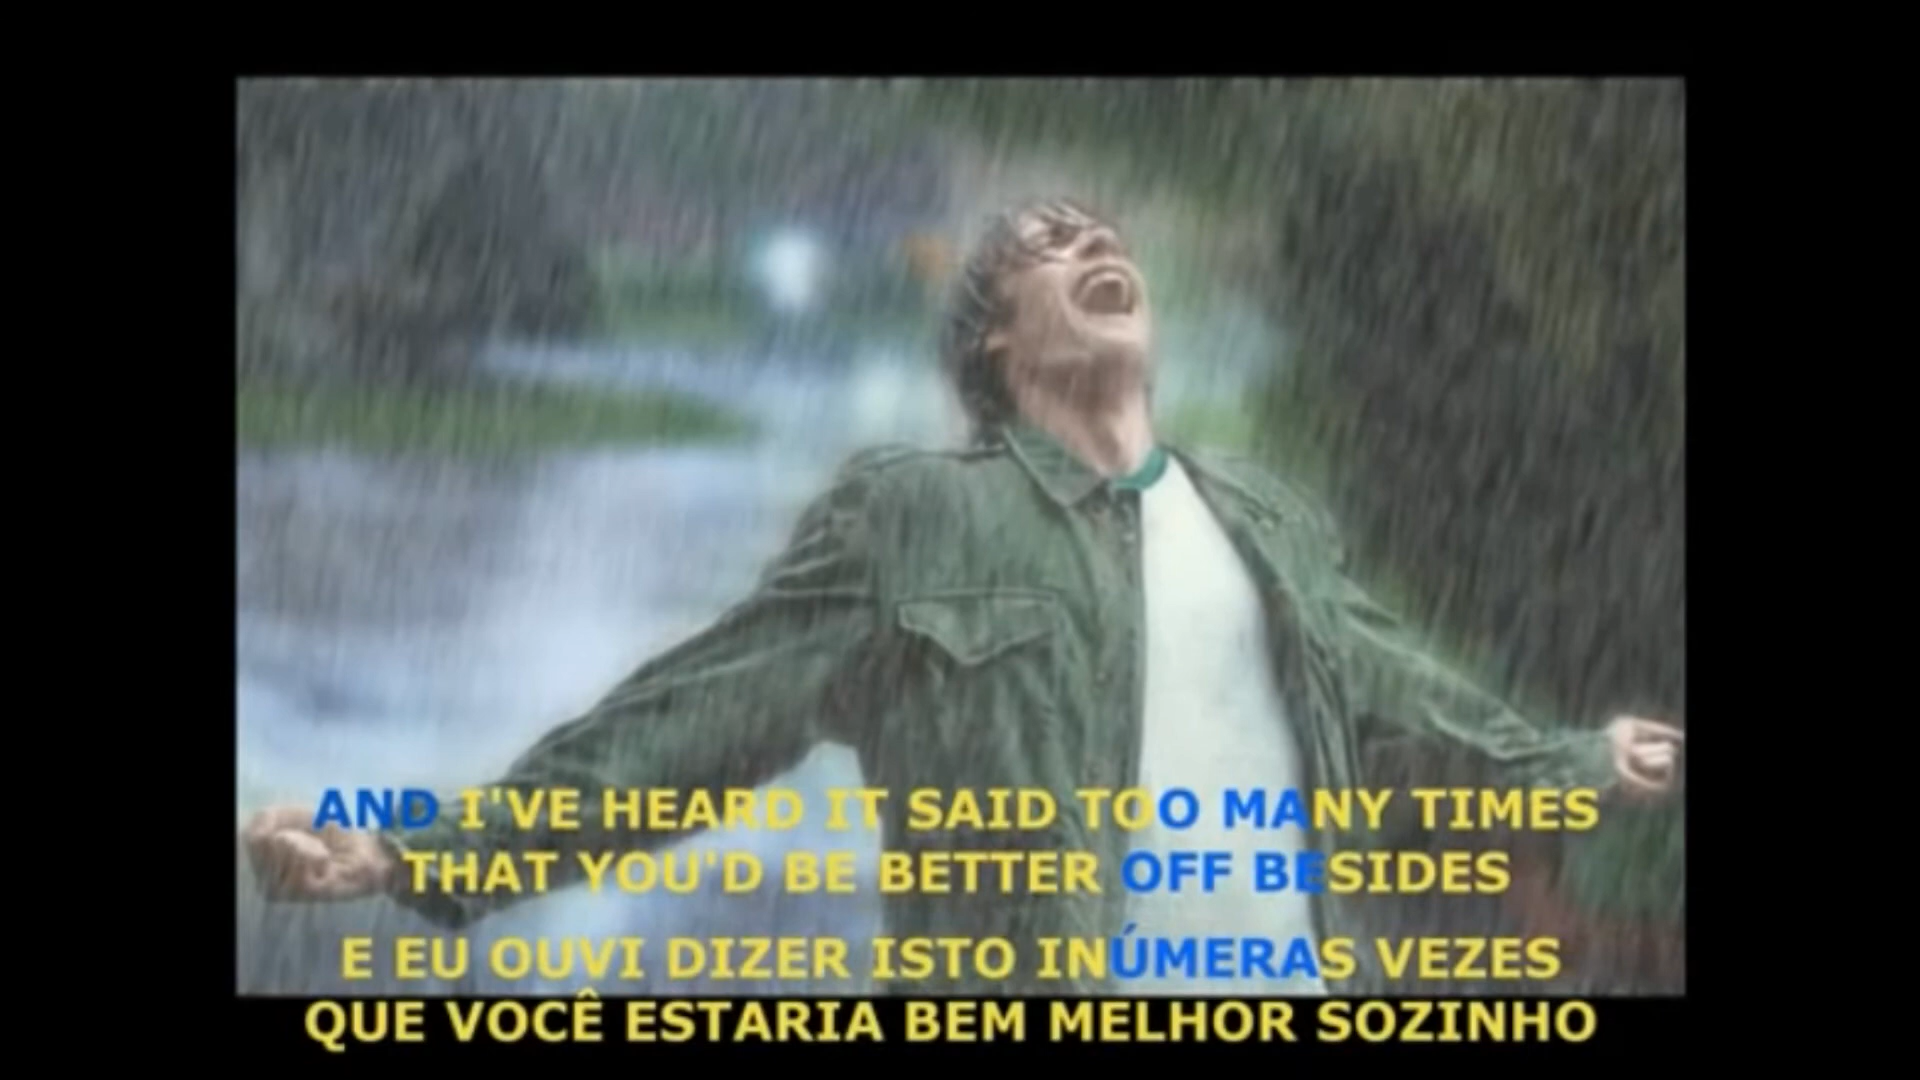 AND I'VE HEARD IT SAID TOO MANY TIMES
THAT YOU'D BE BETTER OFF BESIDES
E EU OUVI DIZER ISTO INÚMERAS VEZES
QUE VOCÊ ESTARIA BEM MELHOR SOZINHO